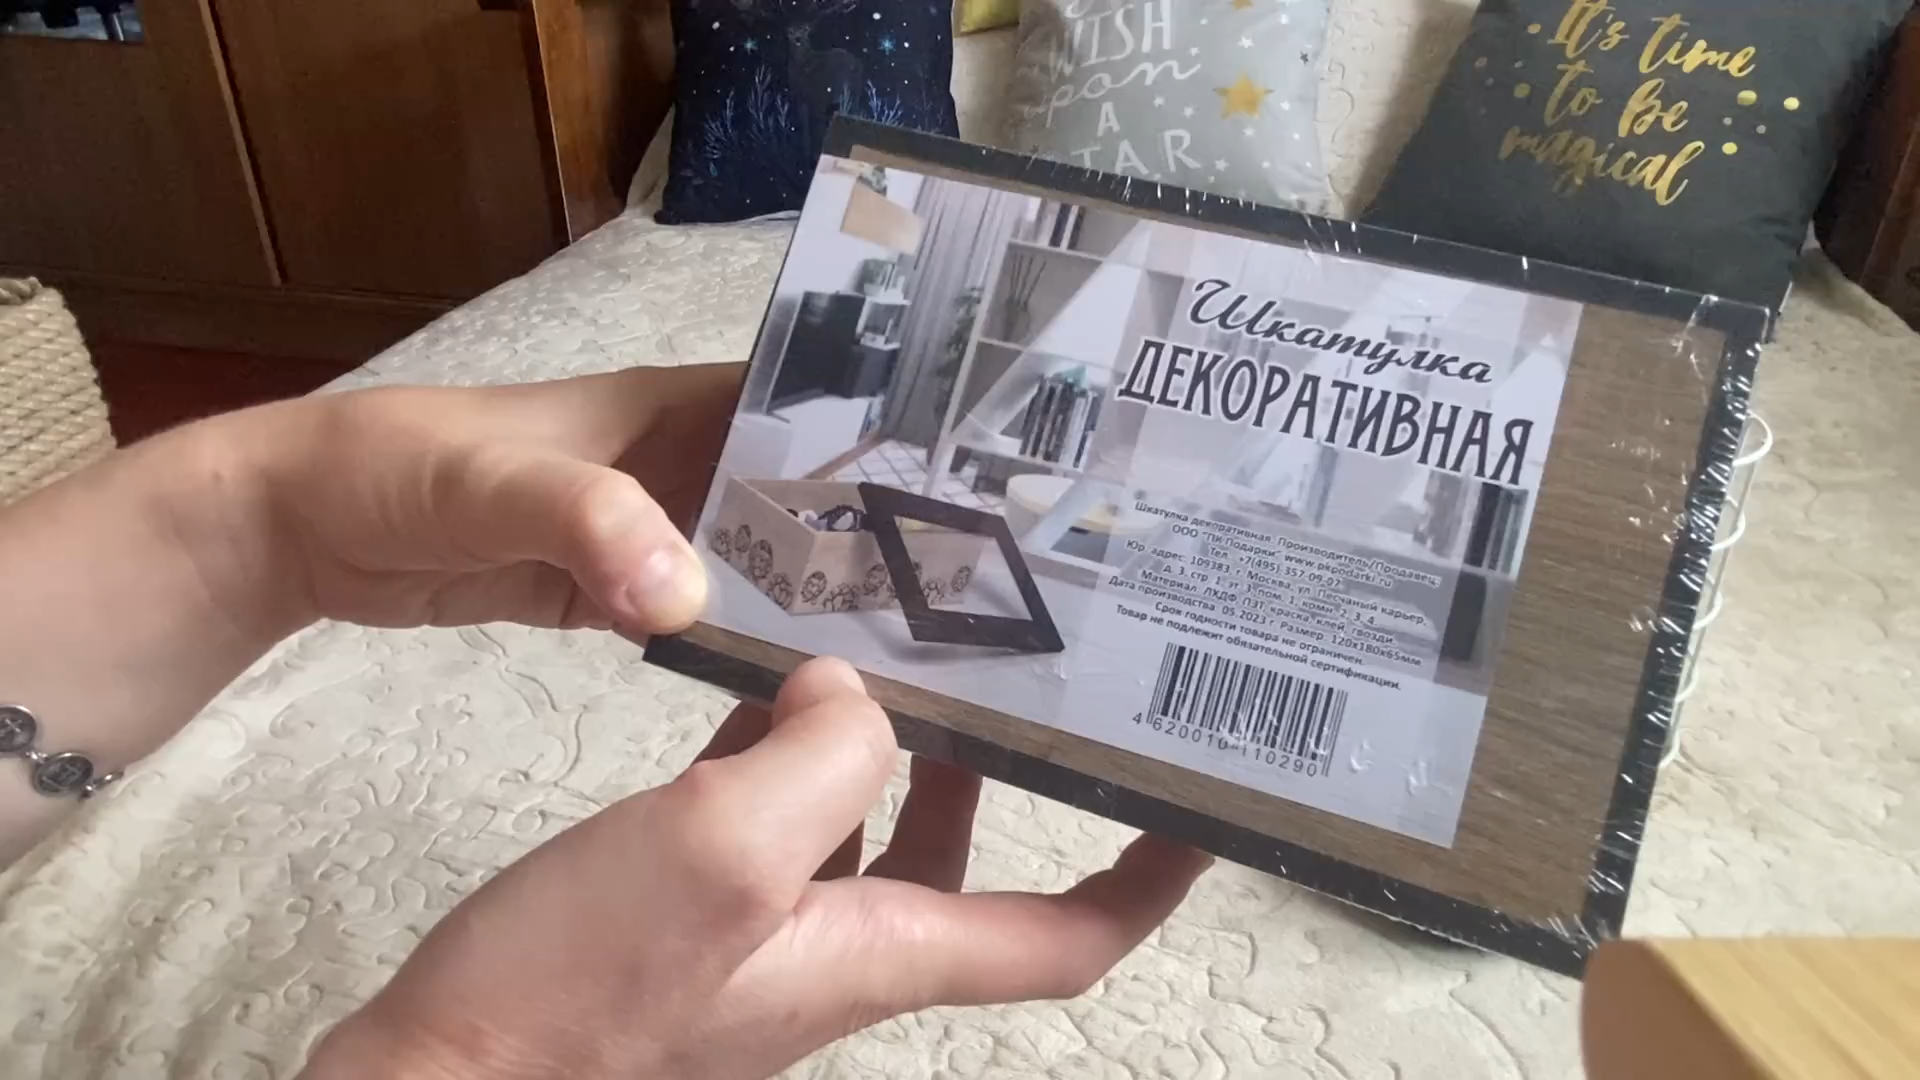 WISH
upon
A
STAR
It's time
to be
magical
Шкатулка
ДЕКОРАТИВНАЯ
Шкатулка декоративная. Производитель/Продавец:
ООО "ПК Подарки" www.pkpodarki.ru
Тел. +7(495) 357-09-07
Юр. адрес: 109383, г. Москва, ул. Песчаный карьер,
д. 3, стр. 1, эт. 3, пом. 1, комн. 2, 3, 4
Материал: ЛХДФ, ПЭТ, краска, клей, гвозди.
Дата производства: 05.2023 г. Размер: 120х180х65мм
Срок годности товара не ограничен.
Товар не подлежит обязательной сертификации.
4 620010 110290